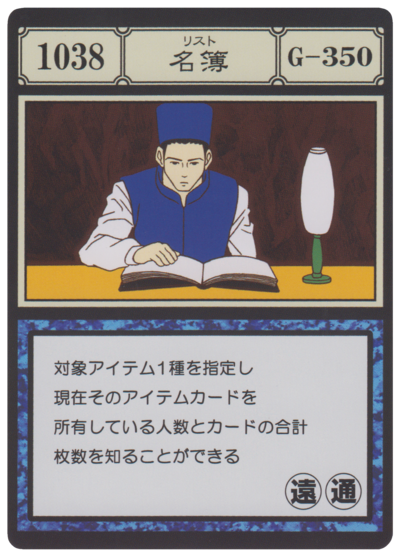 1038
リスト
名簿
G-350
対象アイテム1種を指定し
現在そのアイテムカードを
所有している人数とカードの合計
枚数を知ることができる
遠 通